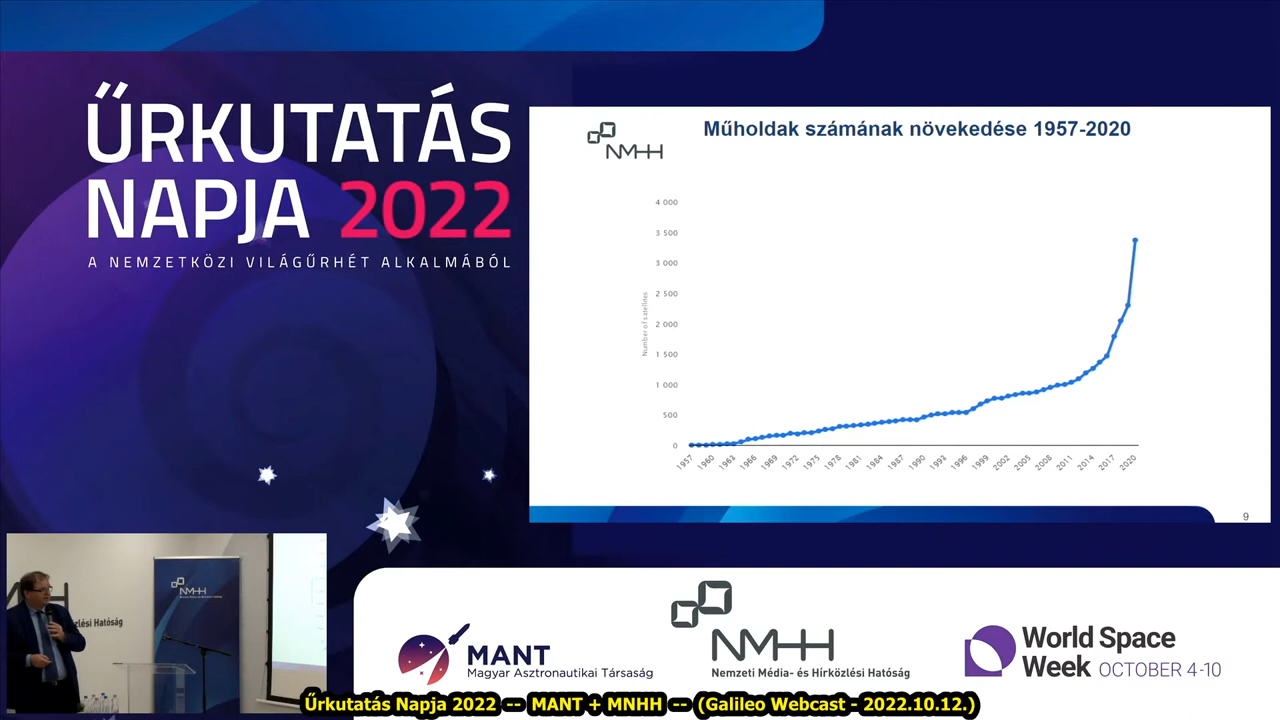 ŰRKUTATÁS
NAPJA 2022
A NEMZETKÖZI VILÁGŰRHÉT ALKALMÁBÓL
NMHH
Műholdak számának növekedése 1957-2020
Number of satellites
4 000
3 500
3 000
2 500
2 000
1 500
1 000
500
0
1957 1960 1963 1966 1969 1972 1975 1978 1981 1984 1987 1990 1993 1996 1999 2002 2005 2008 2011 2014 2017 2020
9
NMHH
zlési Hatóság
MANT
Magyar Asztronautikai Társaság
NMHH
Nemzeti Média- és Hírközlési Hatóság
World Space
Week OCTOBER 4-10
Űrkutatás Napja 2022 -- MANT + MNHH -- (Galileo Webcast - 2022.10.12.)